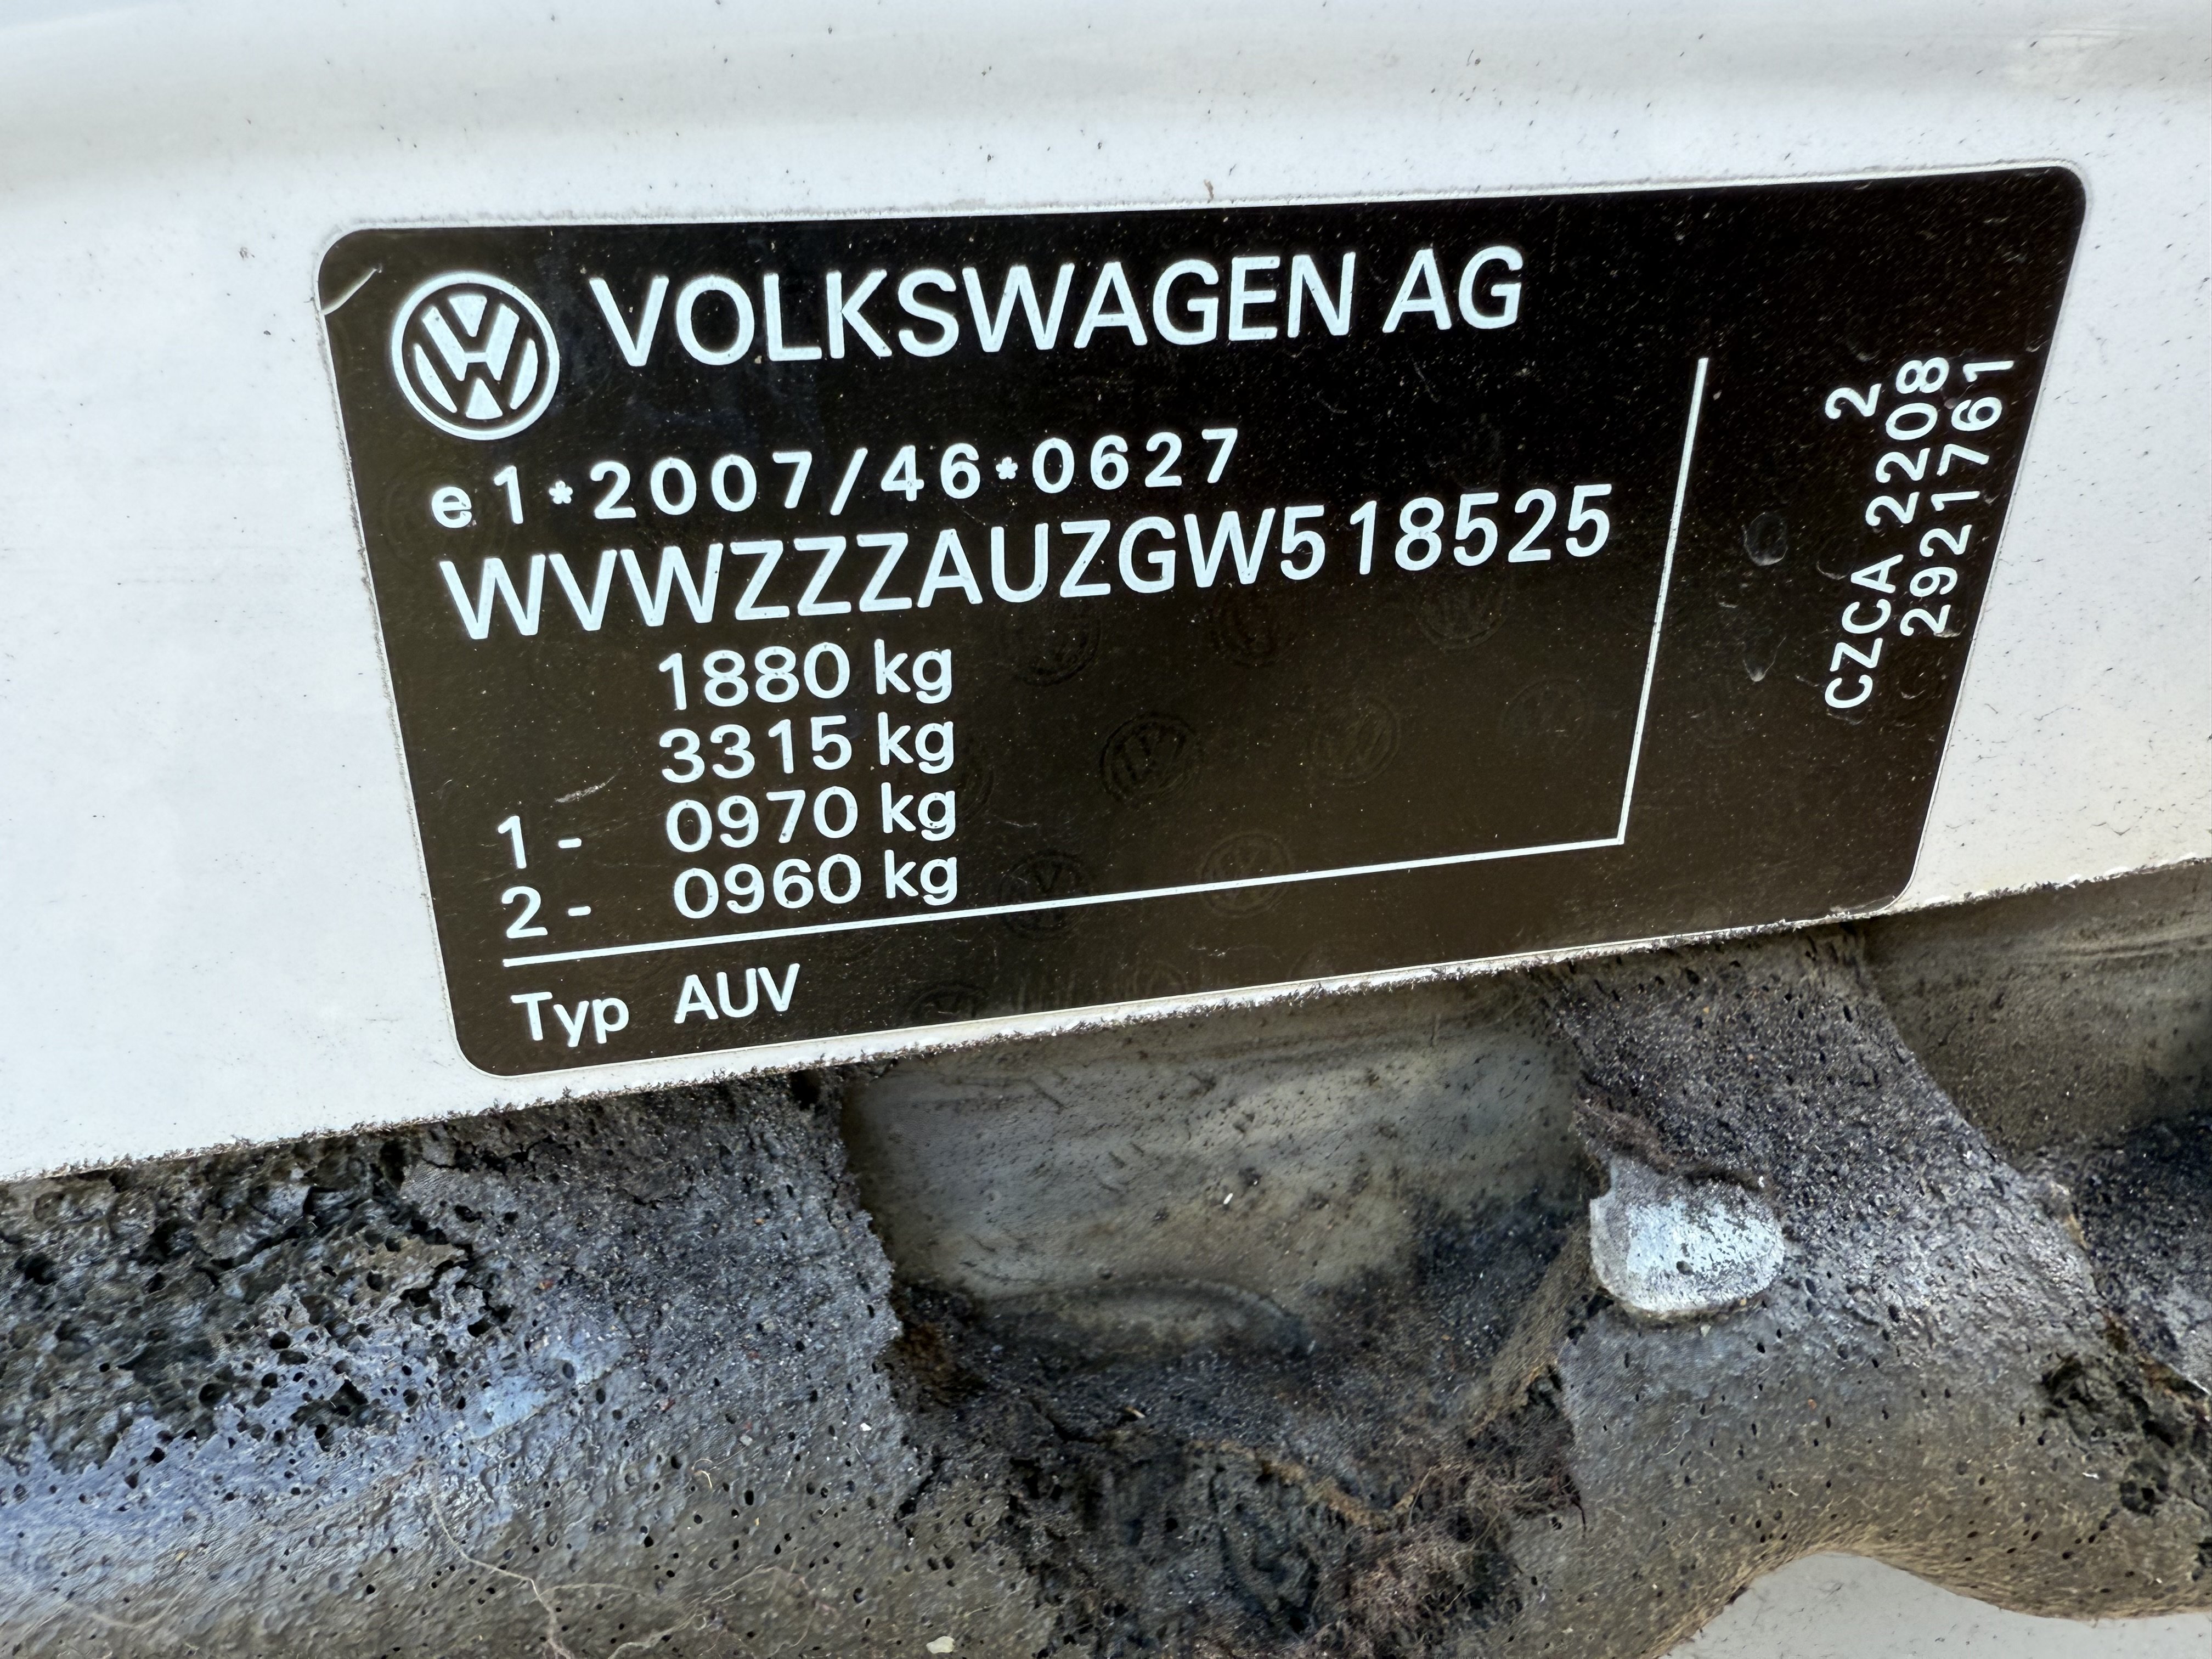 VOLKSWAGEN AG
e1*2007/46*0627
WVWZZZAUZGW518525
1880 kg
3315 kg
1 - 0970 kg
2 - 0960 kg
Typ AUV
2
CZCA 2208
2921761